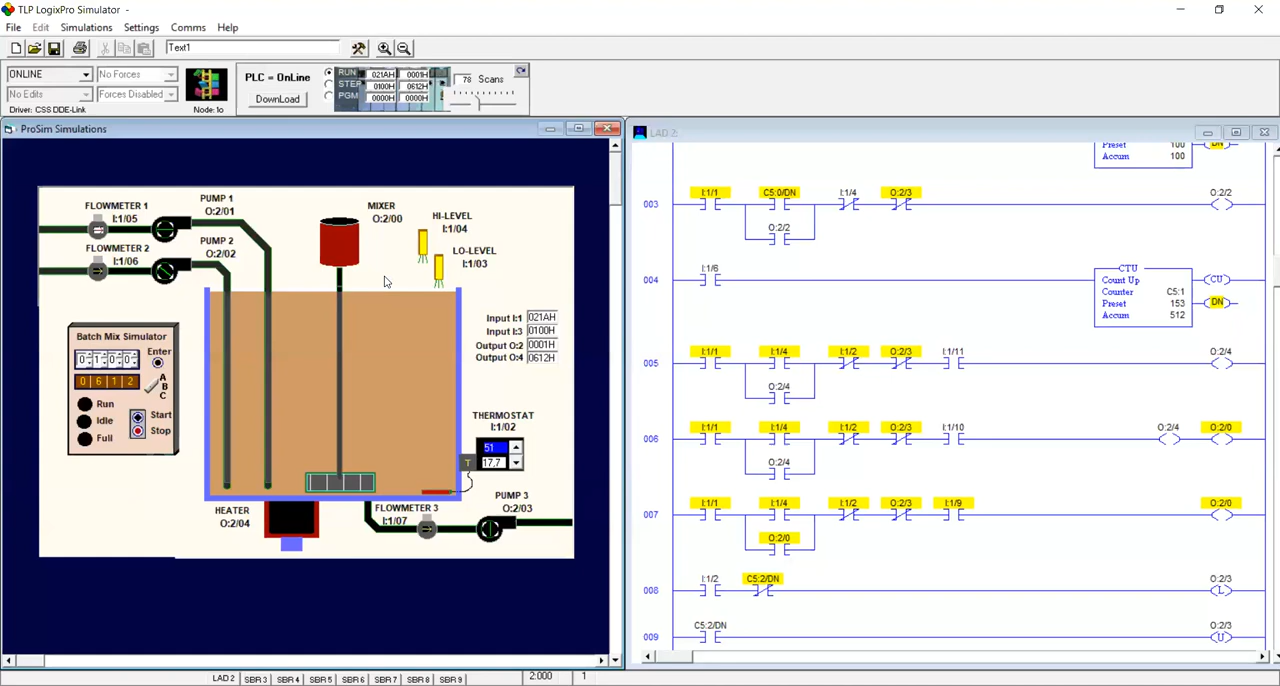 TLP LogixPro Simulator -
File Edit Simulations Settings Comms Help
Text1
ONLINE No Forces
No Edits Forces Disabled
Driver: CSS DDE-Link Node: 1o
PLC = OnLine
DownLoad
RUN 021AH 0001H
STEP 0100H 0612H
PGM 0000H 0000H
78 Scans
ProSim Simulations
FLOWMETER 1
I:1/05
PUMP 1
O:2/01
FLOWMETER 2
I:1/06
PUMP 2
O:2/02
MIXER
O:2/00
HI-LEVEL
I:1/04
LO-LEVEL
I:1/03
Input I:1 021AH
Input I:3 0100H
Output O:2 0001H
Output O:4 0612H
Batch Mix Simulator
0 1 0 0 Enter
0 6 1 2
A
B
C
Run
Idle
Full
Start
Stop
THERMOSTAT
I:1/02
51
T 17,7
HEATER
O:2/04
FLOWMETER 3
I:1/07
PUMP 3
O:2/03
LAD 2
Preset 100 DN
Accum 100
003 I:1/1 C5:0/DN I:1/4 O:2/3 O:2/2
O:2/2
004 I:1/6
CTU
Count Up CU
Counter C5:1
Preset 153 DN
Accum 512
005 I:1/1 I:1/4 I:1/2 O:2/3 I:1/11 O:2/4
O:2/4
006 I:1/1 I:1/4 I:1/2 O:2/3 I:1/10 O:2/4 O:2/0
O:2/4
007 I:1/1 I:1/4 I:1/2 O:2/3 I:1/9 O:2/0
O:2/0
008 I:1/2 C5:2/DN O:2/3
L
009 C5:2/DN O:2/3
U
LAD 2 SBR 3 SBR 4 SBR 5 SBR 6 SBR 7 SBR 8 SBR 9 2:000 1